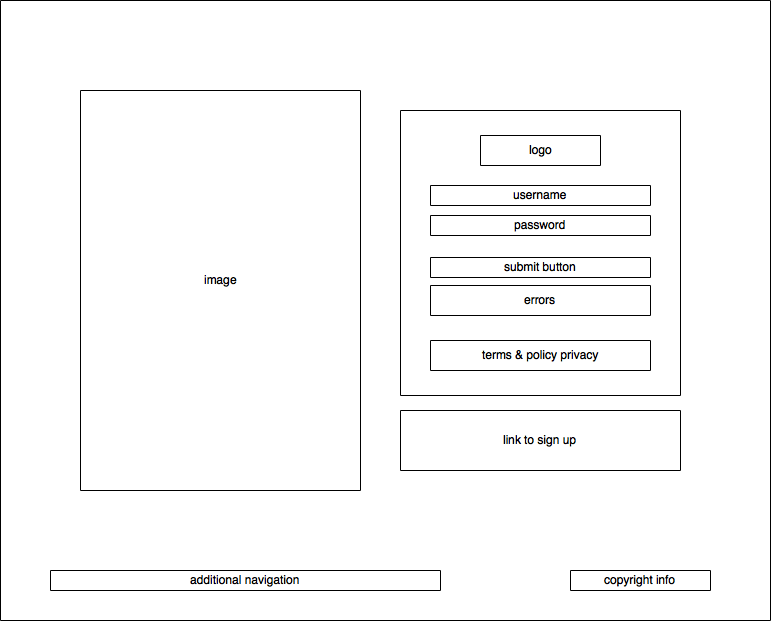 logo
username
password
submit button
image
errors
terms & policy privacy
link to sign up
additional navigation
copyright info